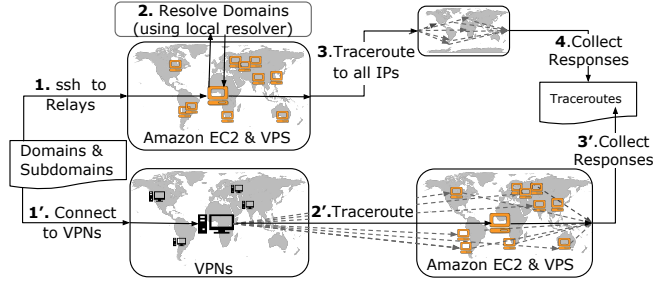 2. Resolve Domains
(using local resolver)
3.Traceroute
to all IPs
4.Collect
Responses
1. ssh to
Relays
Amazon EC2 & VPS
Traceroutes
Domains &
Subdomains
3'.Collect
Responses
1'. Connect
to VPNs
2'.Traceroute
VPNs
Amazon EC2 & VPS